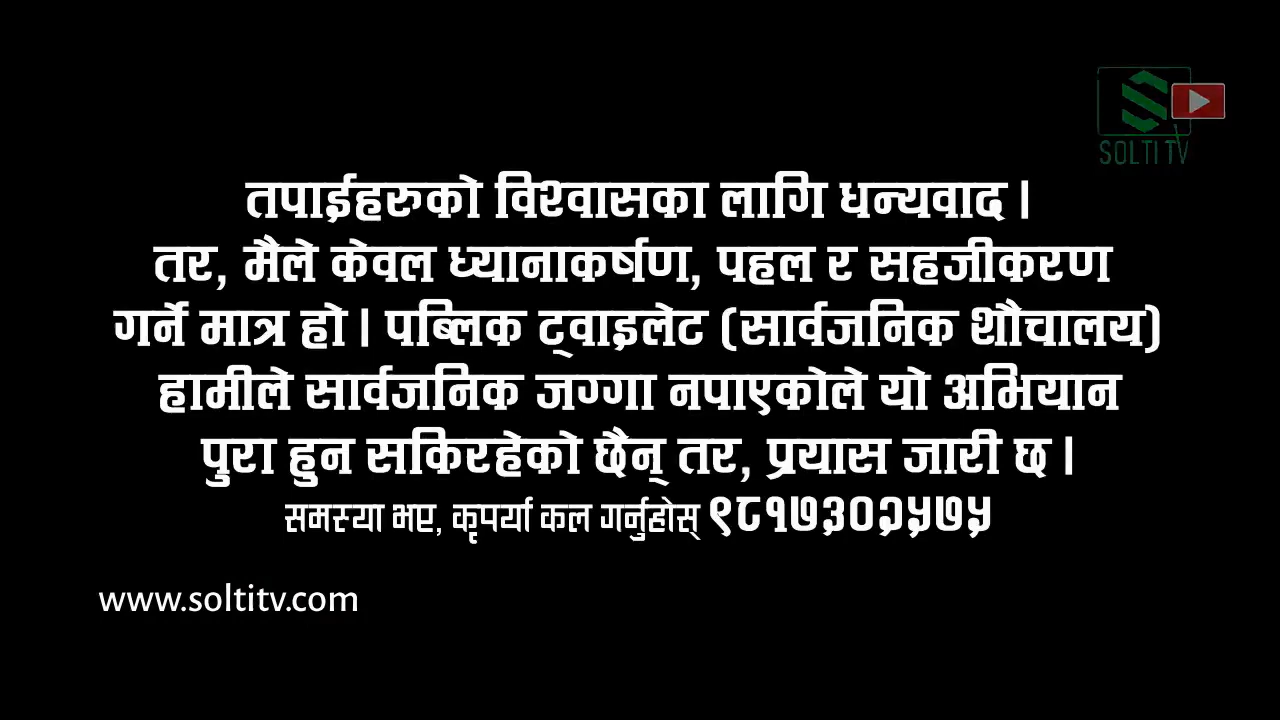 SOLTI TV
तपाईहरुको विश्वासका लागि धन्यवाद ।
तर, मैले केवल ध्यानाकर्षण, पहल र सहजीकरण
गर्ने मात्र हो । पब्लिक ट्वाइलेट (सार्वजनिक शौचालय)
हामीले सार्वजनिक जग्गा नपाएकोले यो अभियान
पुरा हुन सकिरहेको छैन् तर, प्रयास जारी छ ।
समस्या भए, कृपर्या कल गर्नुहोस् ९८१७३०२५७५
www.soltitv.com